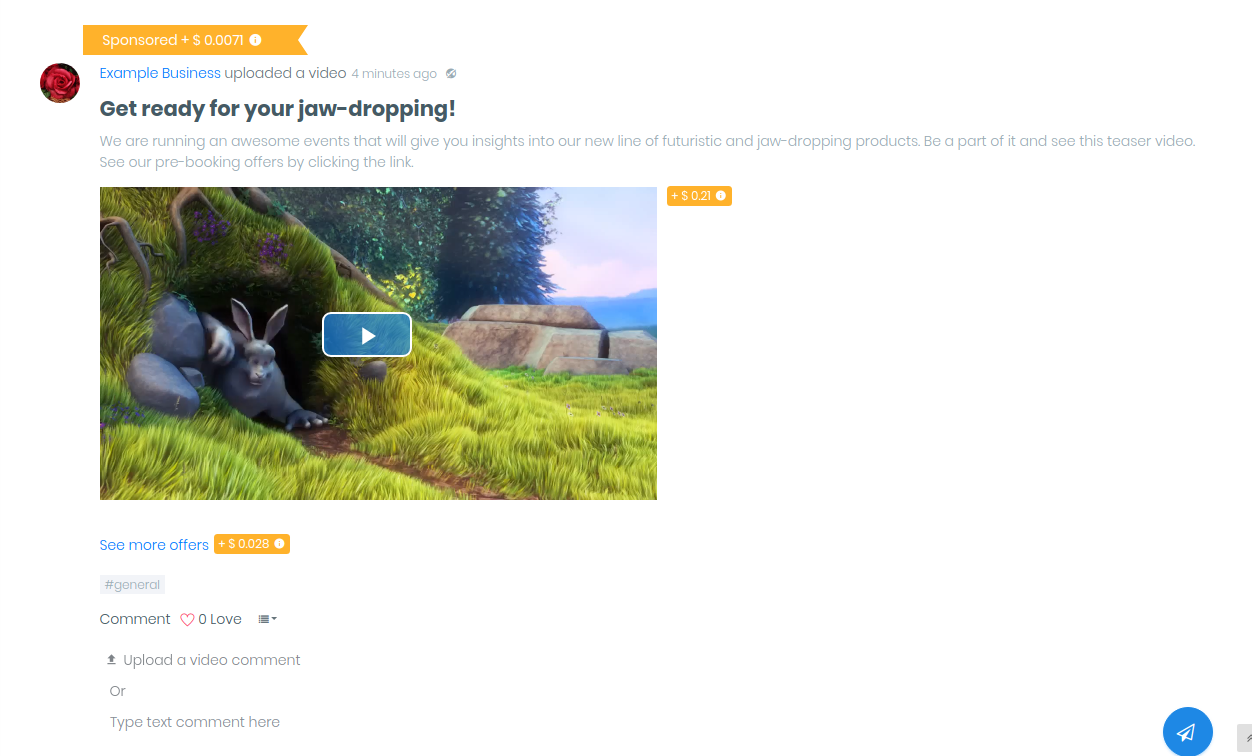 Sponsored + $ 0.0071
Example Business uploaded a video 4 minutes ago
Get ready for your jaw-dropping!
We are running an awesome events that will give you insights into our new line of futuristic and jaw-dropping products. Be a part of it and see this teaser video.
See our pre-booking offers by clicking the link.
+ $ 0.21
See more offers + $ 0.028
#general
Comment 0 Love
Upload a video comment
Or
Type text comment here